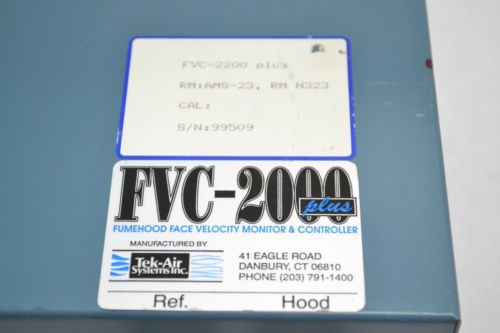 FVC-2200 plus
RM:AMS-23, RM N323
CAL:
S/N:99509
FVC-2000 plus
FUMEHOOD FACE VELOCITY MONITOR & CONTROLLER
MANUFACTURED BY
Tek-Air
Systems Inc.
41 EAGLE ROAD
DANBURY, CT 06810
PHONE (203) 791-1400
Ref. Hood